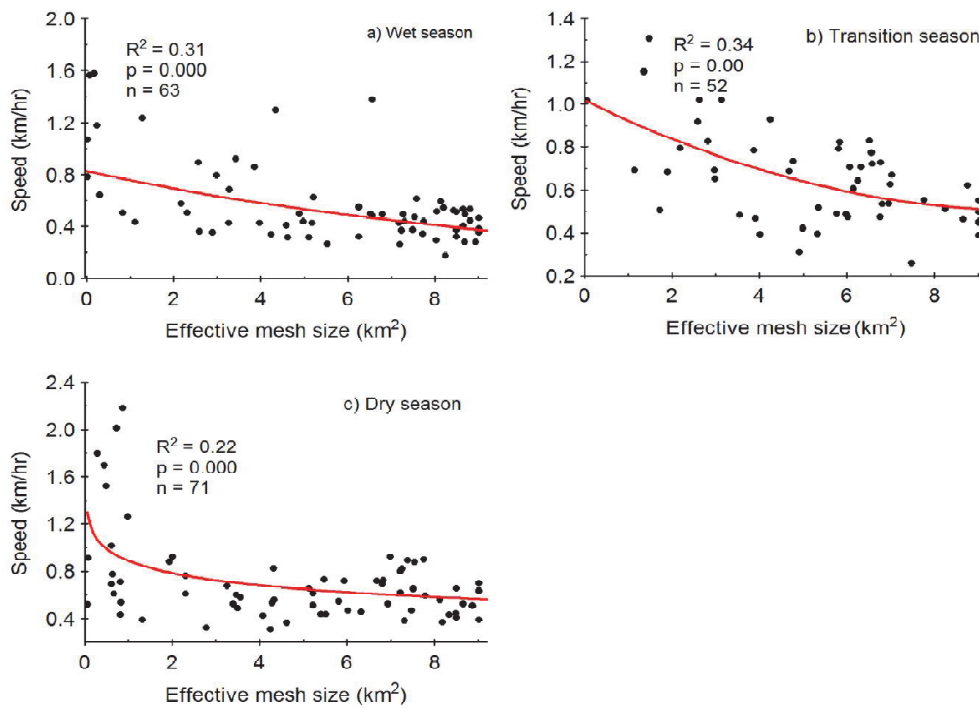 a) Wet season
R² = 0.31
p = 0.000
n = 63
Speed (km/hr)
2.0
1.6
1.2
0.8
0.4
0.0
0 2 4 6 8
Effective mesh size (km²)
b) Transition season
R² = 0.34
p = 0.00
n = 52
Speed (km/hr)
1.4
1.2
1.0
0.8
0.6
0.4
0.2
0 2 4 6 8
Effective mesh size (km²)
c) Dry season
R² = 0.22
p = 0.000
n = 71
Speed (km/hr)
2.4
2.0
1.6
1.2
0.8
0.4
0 2 4 6 8
Effective mesh size (km²)